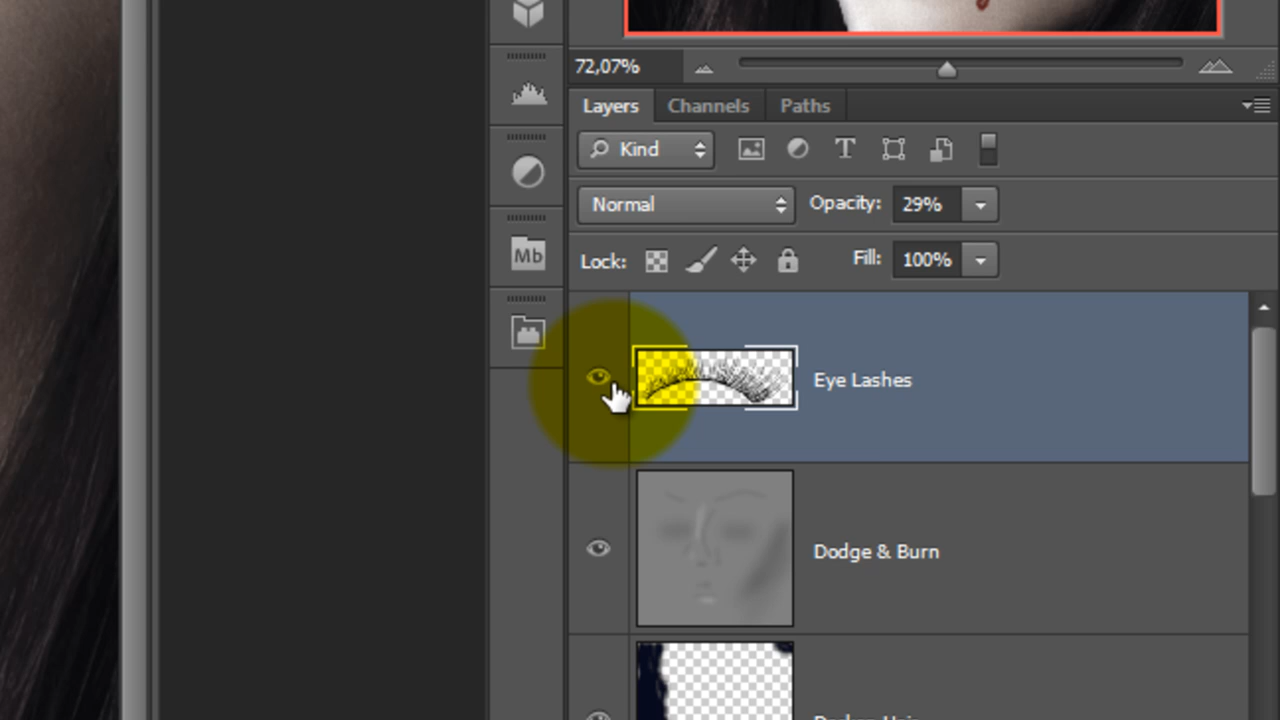 72,07%
Layers Channels Paths
Kind T
Normal Opacity: 29%
Lock: Fill: 100%
Mb
Eye Lashes
Dodge & Burn